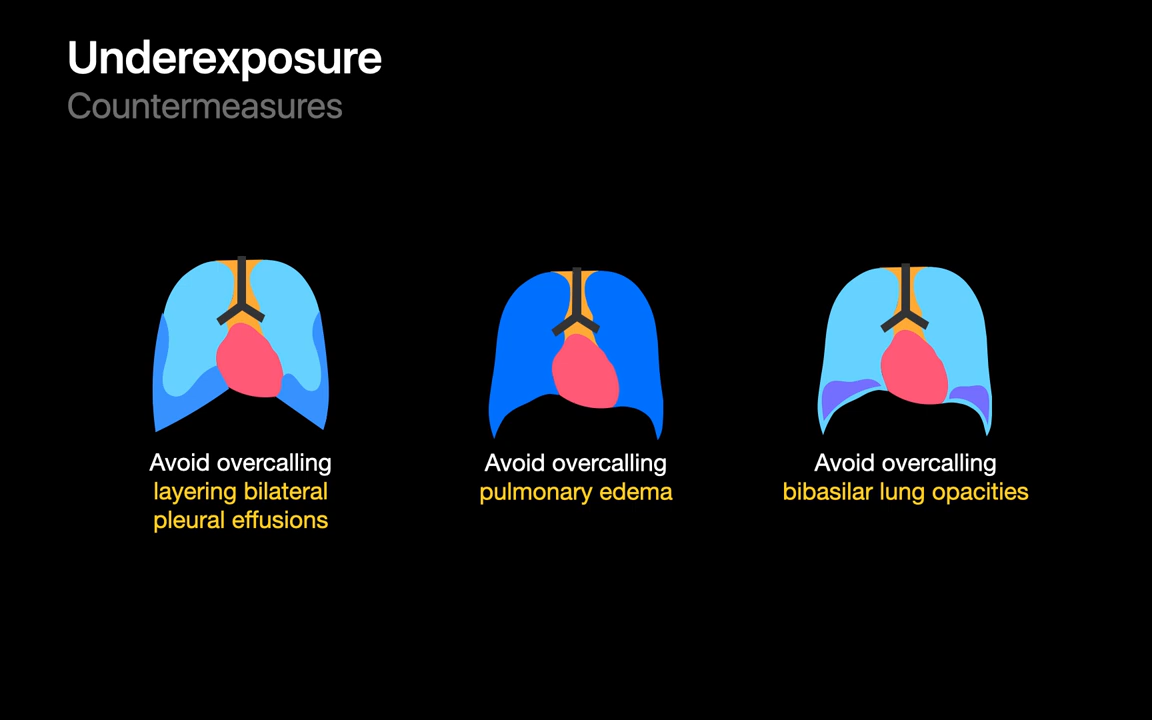 Underexposure
Countermeasures
Avoid overcalling
layering bilateral
pleural effusions
Avoid overcalling
pulmonary edema
Avoid overcalling
bibasilar lung opacities